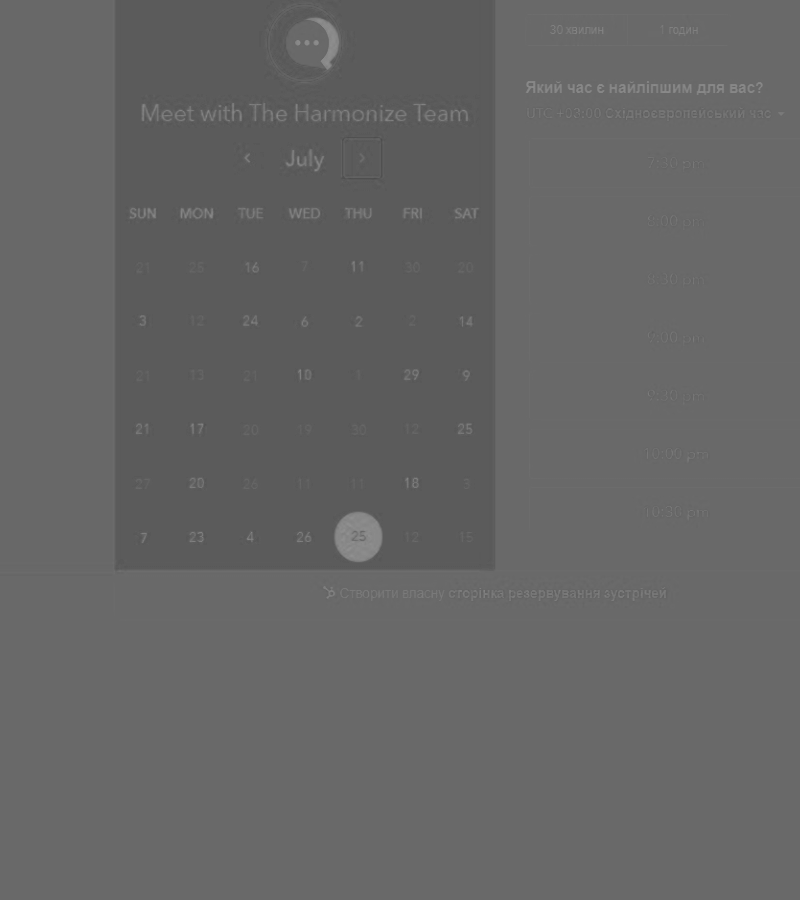 Meet with The Harmonize Team
July
SUN MON TUE WED THU FRI SAT
21 25 16 7 11 30 20
3 12 24 6 2 2 14
21 13 21 10 1 29 9
21 17 20 19 30 12 25
27 20 26 11 11 18 3
7 23 4 26 25 12 15
30 хвилин 1 годин
Який час є найліпшим для вас?
UTC +03:00 Східноєвропейський час
7:30 pm
8:00 pm
8:30 pm
9:00 pm
9:30 pm
10:00 pm
10:30 pm
Створити власну сторінка резервування зустрічей